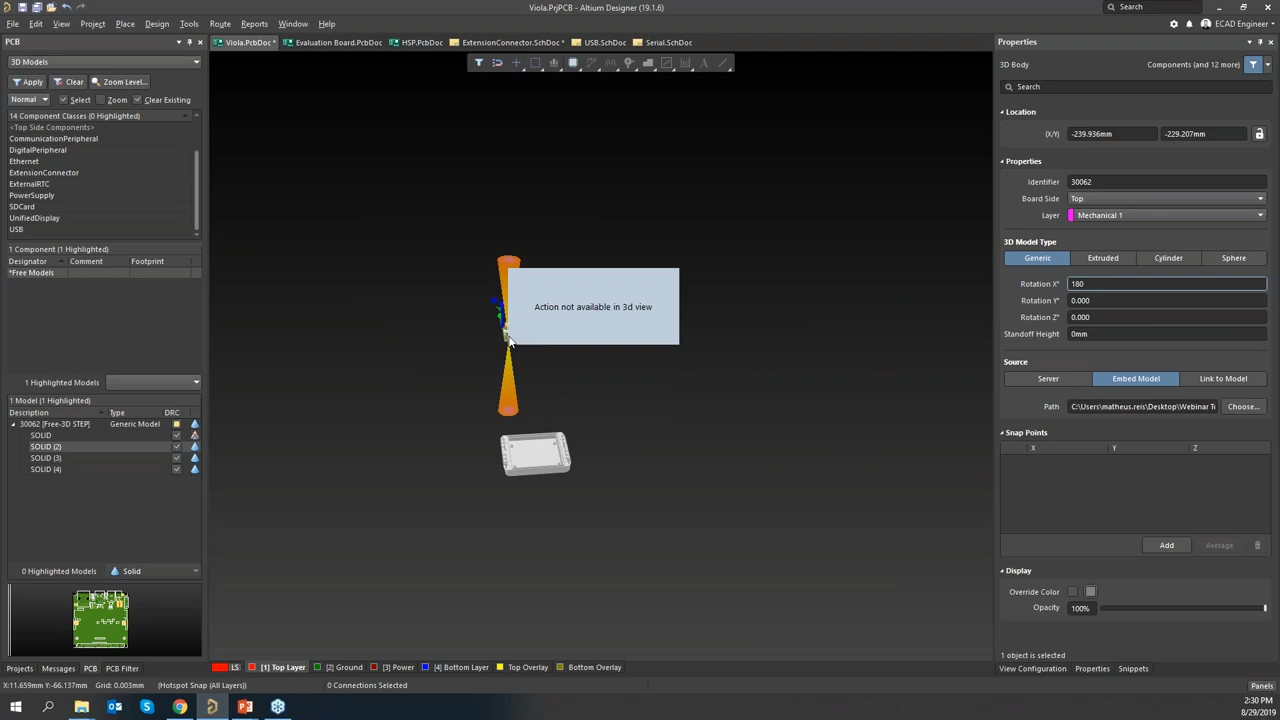 Viola.PrjPCB - Altium Designer (19.1.6)
Search
File Edit View Project Place Design Tools Route Reports Window Help
ECAD Engineer
PCB
Viola.PcbDoc * Evaluation Board.PcbDoc HSP.PcbDoc ExtensionConnector.SchDoc * USB.SchDoc Serial.SchDoc
Properties
3D Models
3D Body
Components (and 12 more)
Apply Clear Zoom Level...
Search
Normal Select Zoom Clear Existing
14 Component Classes (0 Highlighted)
<Top Side Components>
CommunicationPeripheral
DigitalPeripheral
Ethernet
ExtensionConnector
ExternalRTC
PowerSupply
SDCard
UnifiedDisplay
USB
1 Component (1 Highlighted)
Designator Comment Footprint
*Free Models
1 Highlighted Models
1 Model (1 Highlighted)
Description Type DRC
30062 [Free-3D STEP] Generic Model
SOLID
SOLID (2)
SOLID (3)
SOLID (4)
0 Highlighted Models Solid
Action not available in 3d view
Location
(X/Y) -239.936mm -229.207mm
Properties
Identifier 30062
Board Side Top
Layer Mechanical 1
3D Model Type
Generic Extruded Cylinder Sphere
Rotation X° 180
Rotation Y° 0.000
Rotation Z° 0.000
Standoff Height 0mm
Source
Server Embed Model Link to Model
Path C:\Users\matheus.reis\Desktop\Webinar Te Choose...
Snap Points
X Y Z
Add Average
Display
Override Color
Opacity 100%
1 object is selected
Projects Messages PCB PCB Filter
LS [1] Top Layer [2] Ground [3] Power [4] Bottom Layer Top Overlay Bottom Overlay
View Configuration Properties Snippets
X:11.659mm Y:-66.137mm Grid: 0.003mm (Hotspot Snap (All Layers)) 0 Connections Selected
Panels
2:30 PM
8/29/2019